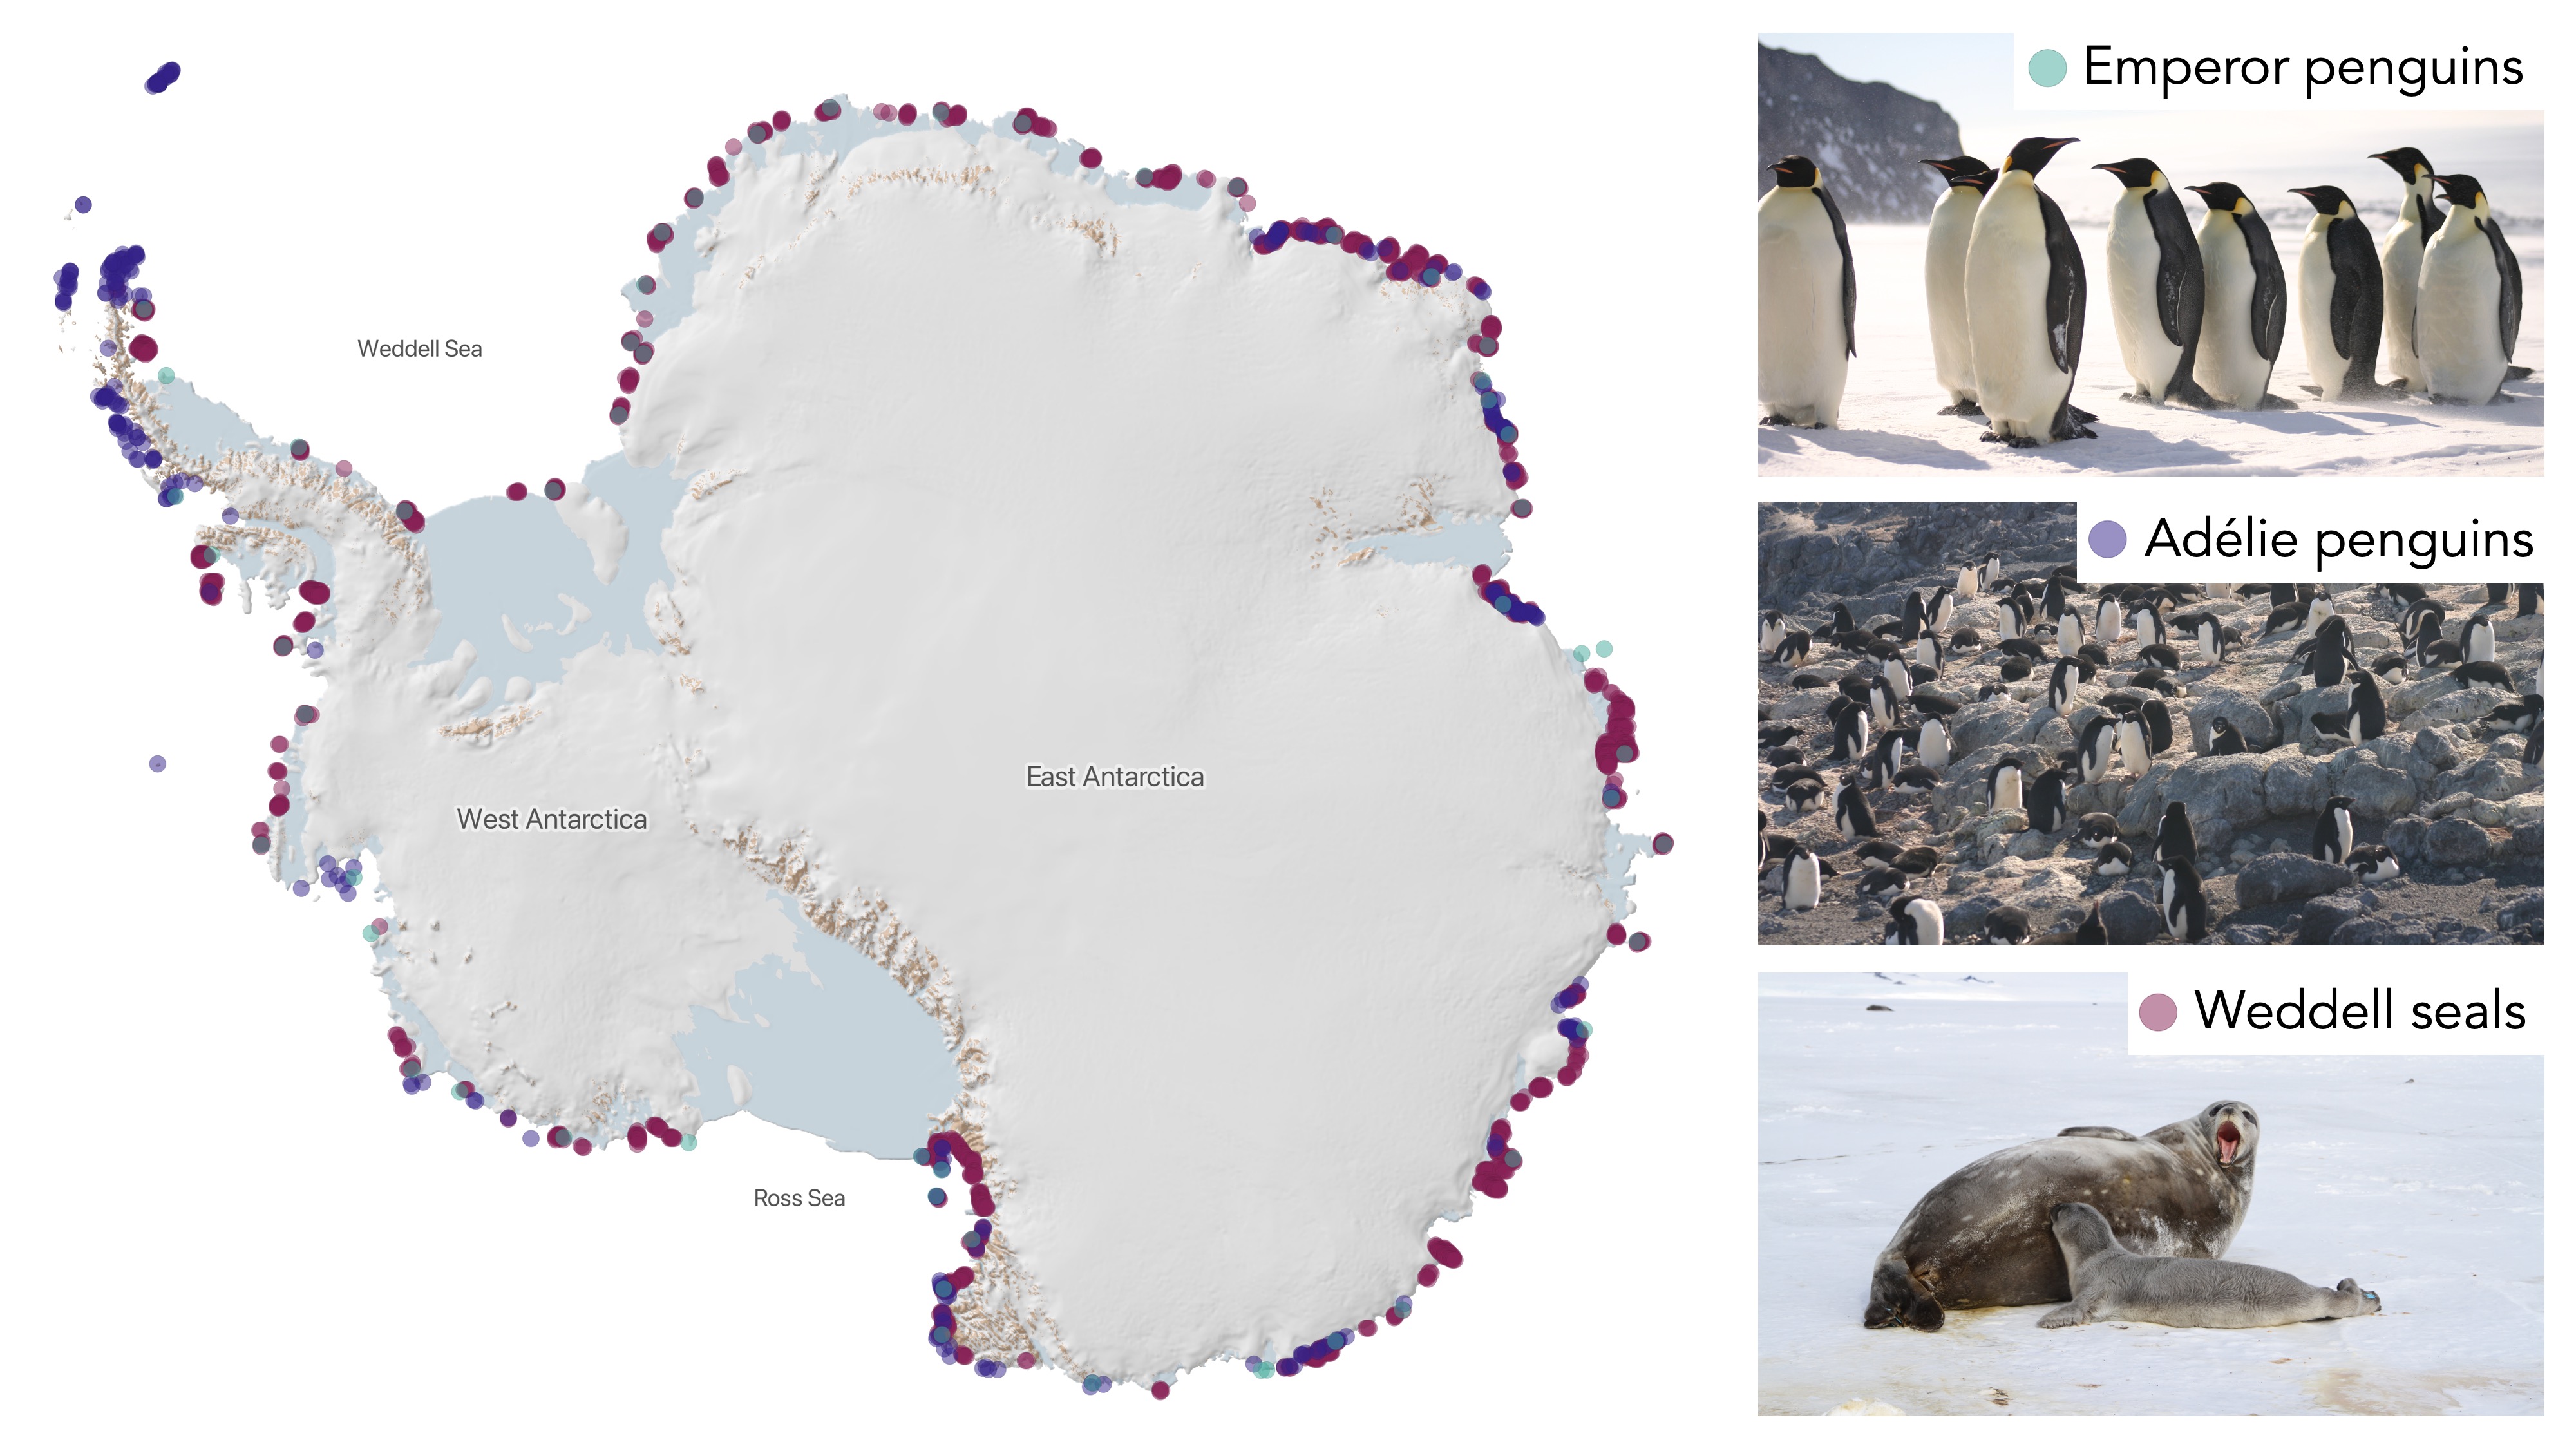 Emperor penguins
Weddell Sea
Adélie penguins
East Antarctica
West Antarctica
Weddell seals
Ross Sea